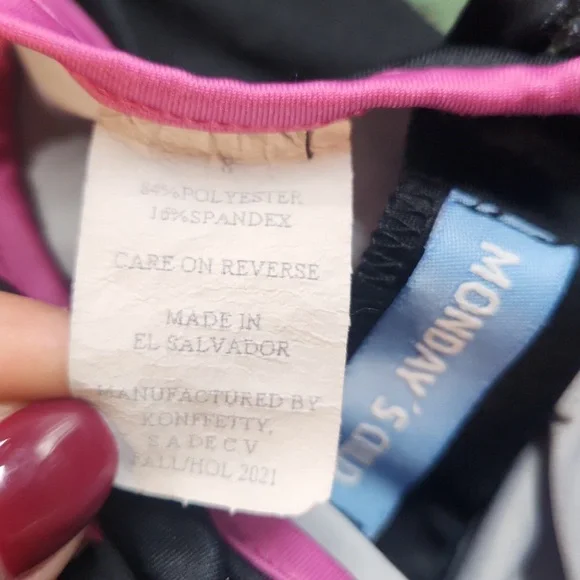 8
84%POLYESTER
16%SPANDEX
CARE ON REVERSE
MADE IN
EL SALVADOR
MANUFACTURED BY
KONFFETTY,
S A DE C V
FALL/HOL 2021
MONDAY'S